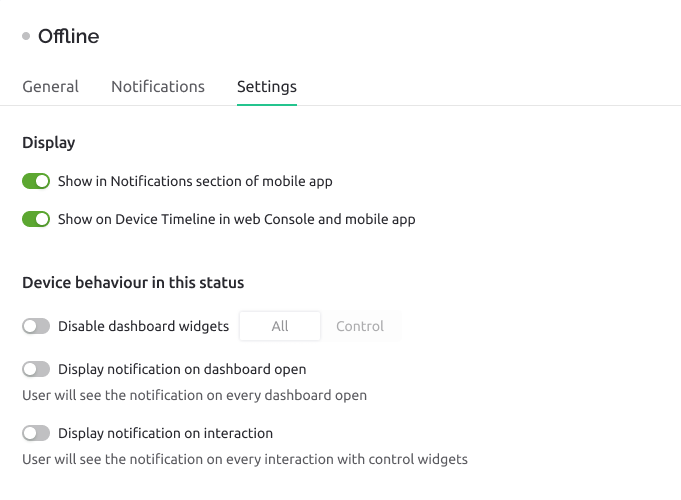 Offline
General Notifications Settings
Display
Show in Notifications section of mobile app
Show on Device Timeline in web Console and mobile app
Device behaviour in this status
Disable dashboard widgets All Control
Display notification on dashboard open
User will see the notification on every dashboard open
Display notification on interaction
User will see the notification on every interaction with control widgets